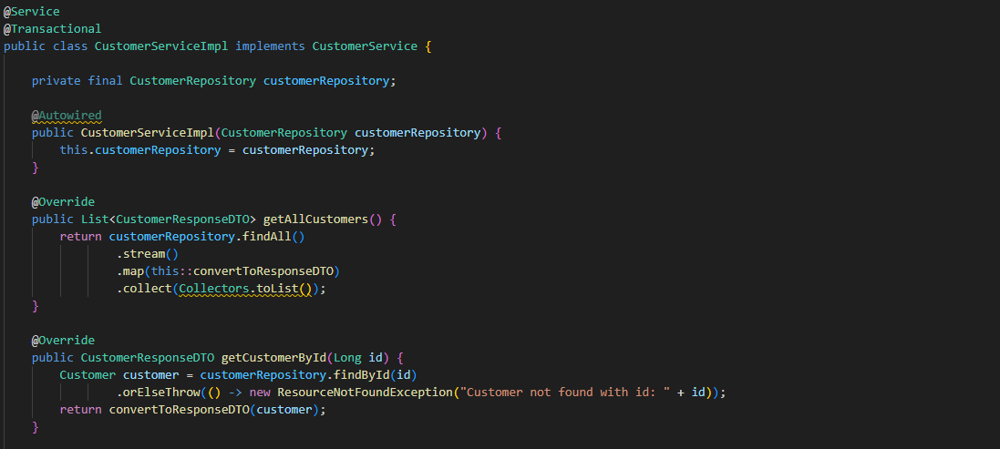 @Service
@Transactional
public class CustomerServiceImpl implements CustomerService {
private final CustomerRepository customerRepository;
@Autowired
public CustomerServiceImpl(CustomerRepository customerRepository) {
this.customerRepository = customerRepository;
}
@Override
public List<CustomerResponseDTO> getAllCustomers() {
return customerRepository.findAll()
.stream()
.map(this::convertToResponseDTO)
.collect(Collectors.toList());
}
@Override
public CustomerResponseDTO getCustomerById(Long id) {
Customer customer = customerRepository.findById(id)
.orElseThrow(() -> new ResourceNotFoundException("Customer not found with id: " + id));
return convertToResponseDTO(customer);
}